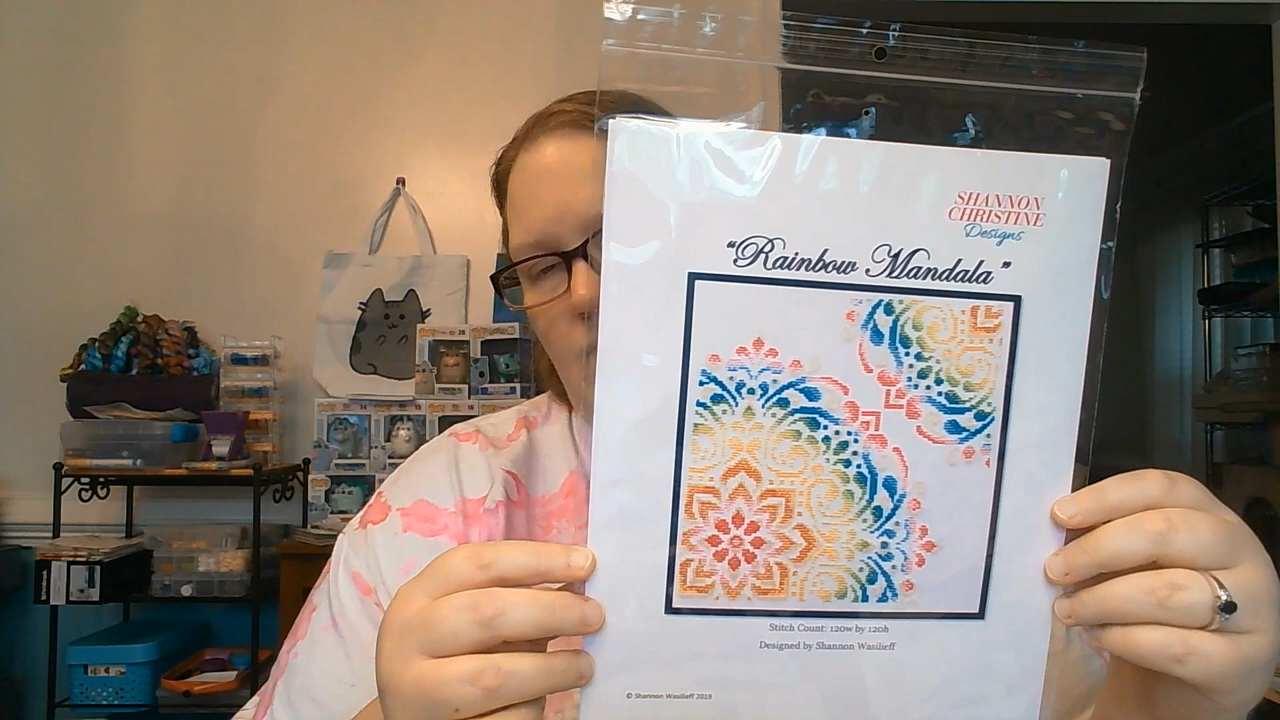 SHANNON
CHRISTINE
Designs
"Rainbow Mandala"
Stitch Count: 120w by 120h
Designed by Shannon Wasilieff
© Shannon Wasilieff 2019